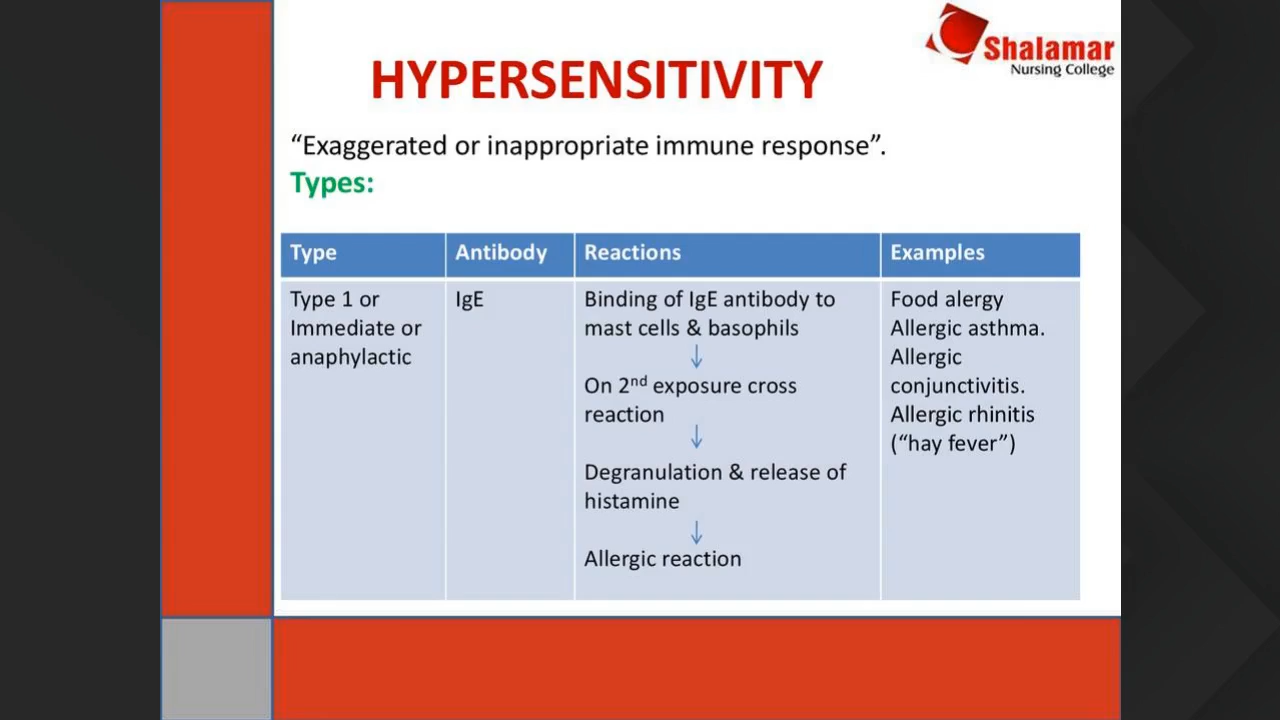 Shalamar
Nursing College
HYPERSENSITIVITY
“Exaggerated or inappropriate immune response”.
Types:
Type
Antibody
Reactions
Examples
Type 1 or
Immediate or
anaphylactic
IgE
Binding of IgE antibody to
mast cells & basophils
↓
On 2nd exposure cross
reaction
↓
Degranulation & release of
histamine
↓
Allergic reaction
Food alergy
Allergic asthma.
Allergic
conjunctivitis.
Allergic rhinitis
(“hay fever”)